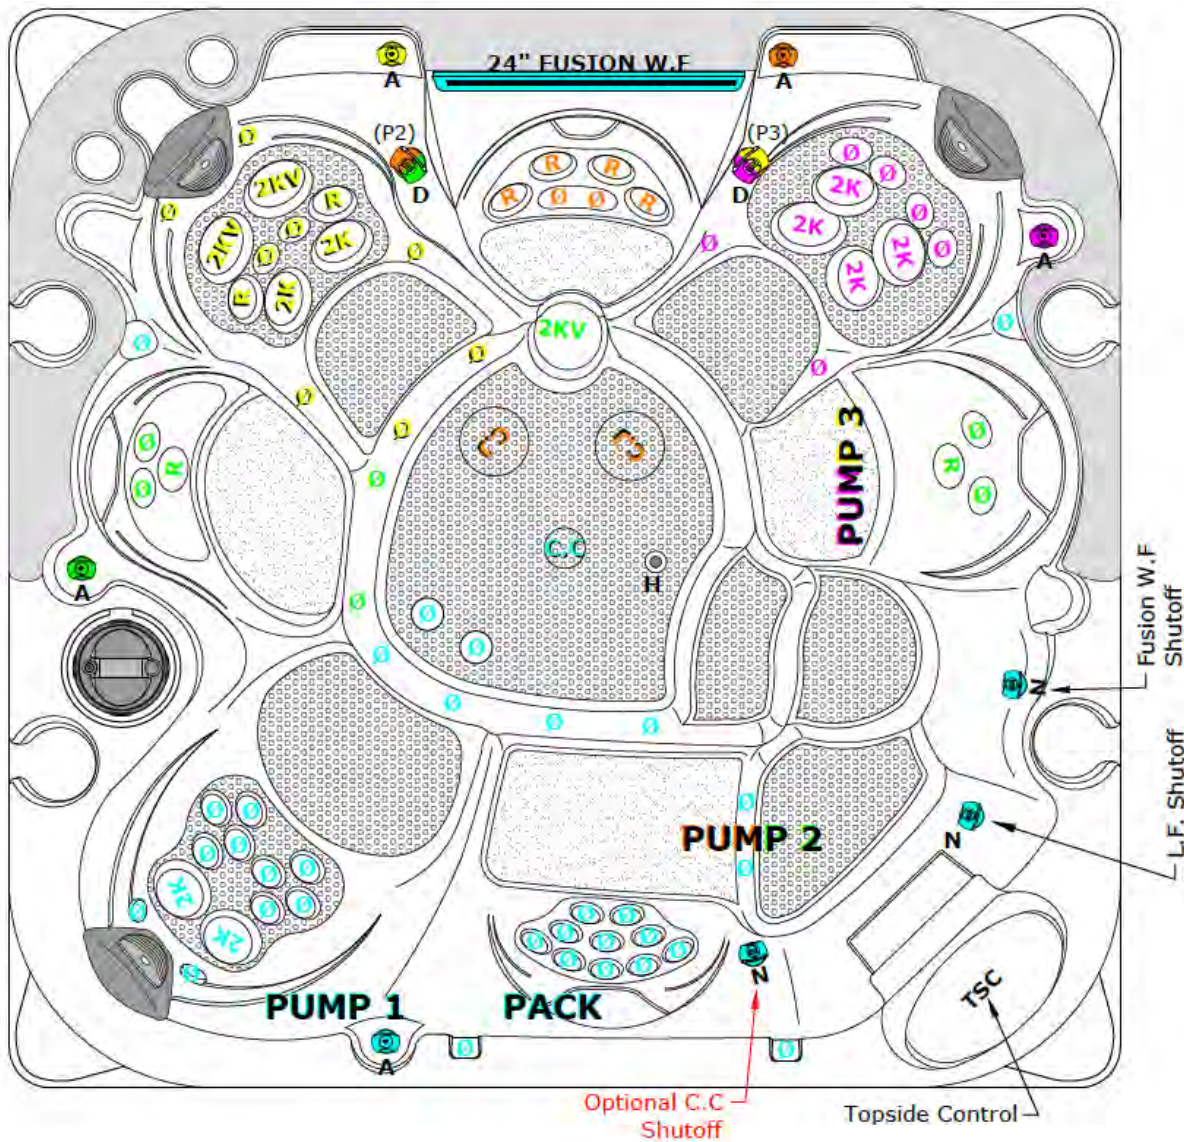 24" FUSION W.F
A
A
(P2)
(P3)
D
D
Ø
2KV
R
Ø
2KV
2K
Ø
R
2K
Ø
Ø
R
R
R
Ø
Ø
R
Ø
Ø
2K
2K
Ø
2K
Ø
2K
Ø
A
Ø
2KV
Ø
Ø
Ø
Ø
Ø
Ø
Ø
R
Ø
Ø
PUMP 3
Ø
R
Ø
C.C
H
A
Ø
Ø
Ø
Ø
Ø
Ø
Ø
N
Fusion W.F
Shutoff
Ø
Ø
Ø
Ø
Ø
Ø
Ø
Ø
Ø
2K
2K
Ø
Ø
Ø
PUMP 2
Ø
N
L.F. Shutoff
Ø
Ø
Ø
Ø
Ø
Ø
Ø
Ø
Ø
Ø
N
TSC
PUMP 1
PACK
A
Ø
Ø
Optional C.C
Shutoff
Topside Control